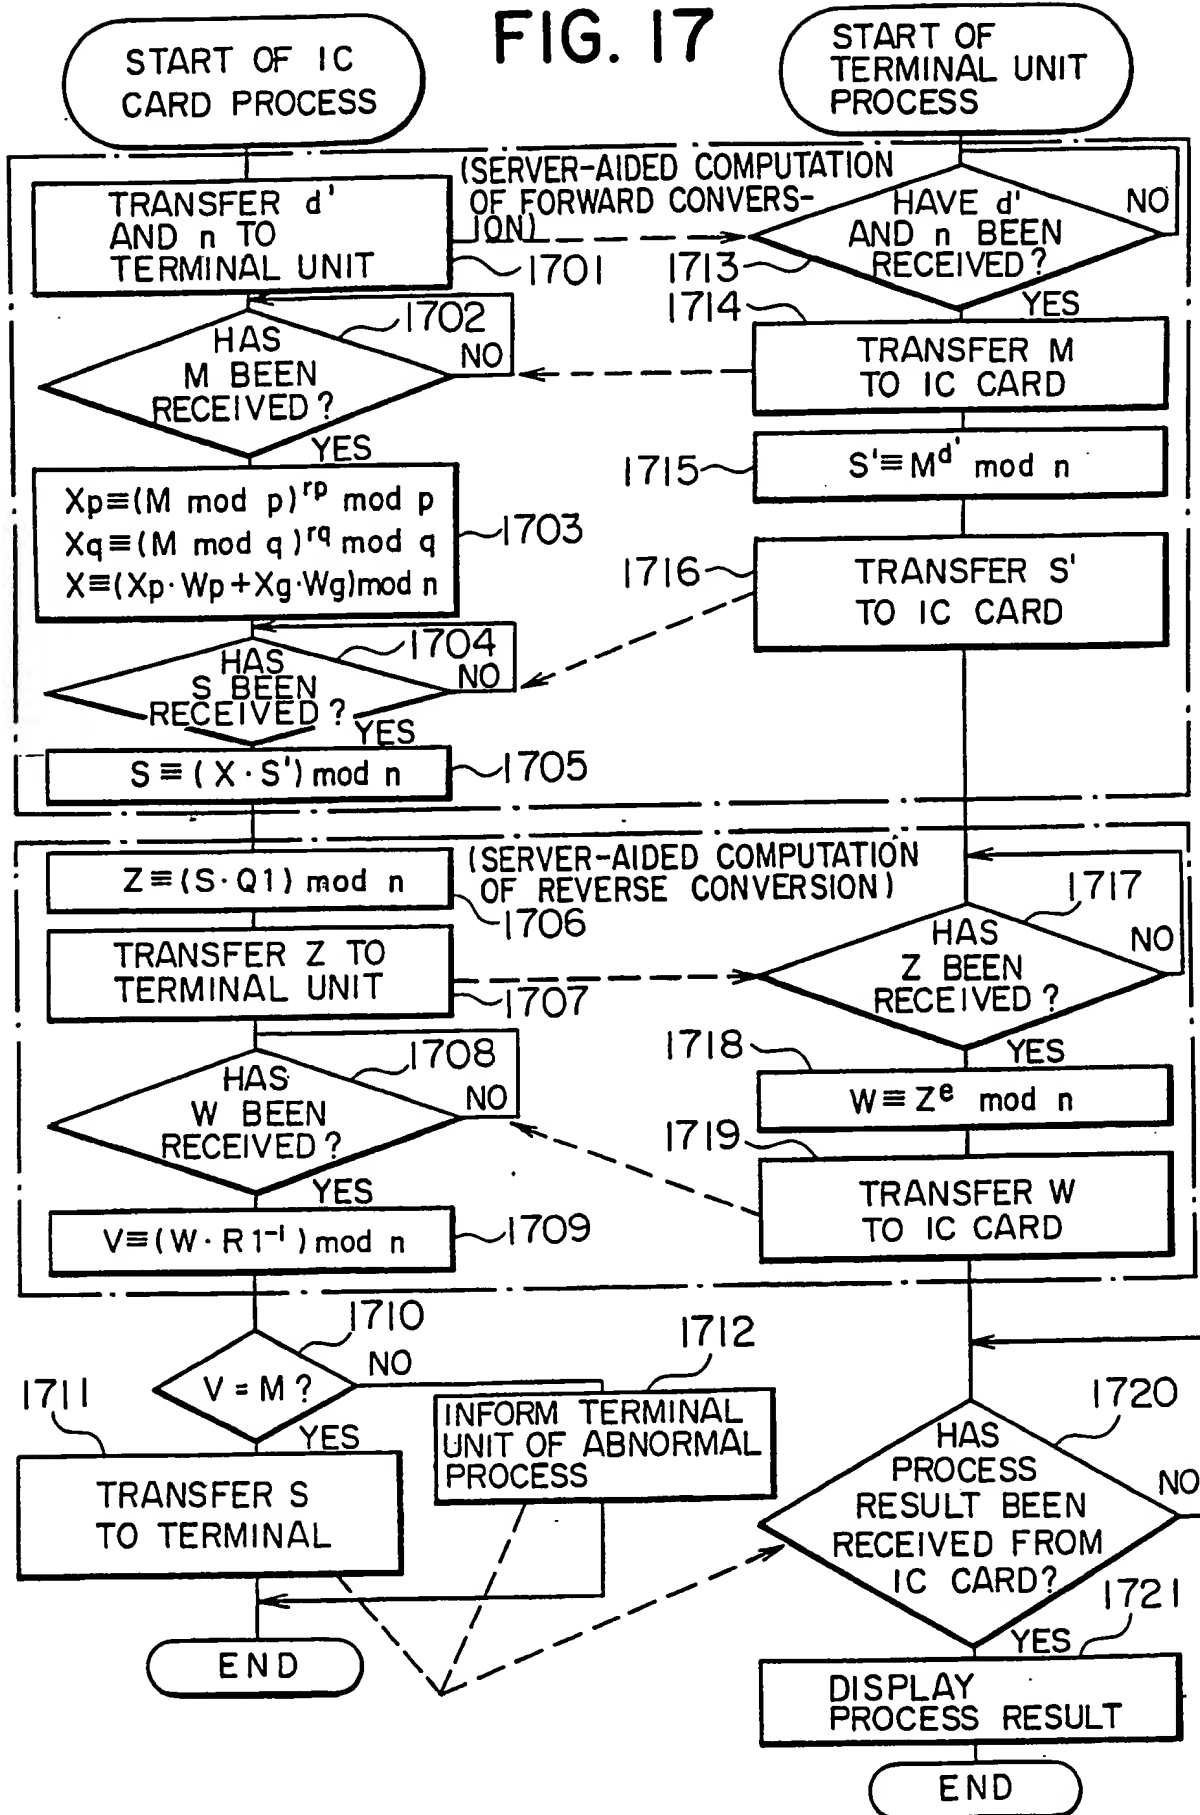 FIG. 17
START OF IC
CARD PROCESS
START OF
TERMINAL UNIT
PROCESS
(SERVER-AIDED COMPUTATION
OF FORWARD CONVERS-
ION)
TRANSFER d'
AND n TO
TERMINAL UNIT
1701
HAVE d'
AND n BEEN
RECEIVED?
NO
1713
YES
1702
HAS
M BEEN
RECEIVED?
NO
YES
1714
TRANSFER M
TO IC CARD
1715
S'≡M^d' mod n
Xp≡(M mod p)^rp mod p
Xq≡(M mod q)^rq mod q
X≡(Xp·Wp+Xg·Wg)mod n
1703
1716
TRANSFER S'
TO IC CARD
1704
HAS
S BEEN
RECEIVED?
NO
YES
S≡(X·S') mod n
1705
(SERVER-AIDED COMPUTATION
OF REVERSE CONVERSION)
Z≡(S·Q1) mod n
1706
TRANSFER Z TO
TERMINAL UNIT
1707
1717
HAS
Z BEEN
RECEIVED?
NO
YES
1708
HAS
W BEEN
RECEIVED?
NO
YES
1718
W≡Z^e mod n
1719
TRANSFER W
TO IC CARD
V≡(W·R1^-1) mod n
1709
1710
V=M?
NO
YES
1711
TRANSFER S
TO TERMINAL
1712
INFORM TERMINAL
UNIT OF ABNORMAL
PROCESS
END
1720
HAS
PROCESS
RESULT BEEN
RECEIVED FROM
IC CARD?
NO
YES
1721
DISPLAY
PROCESS RESULT
END